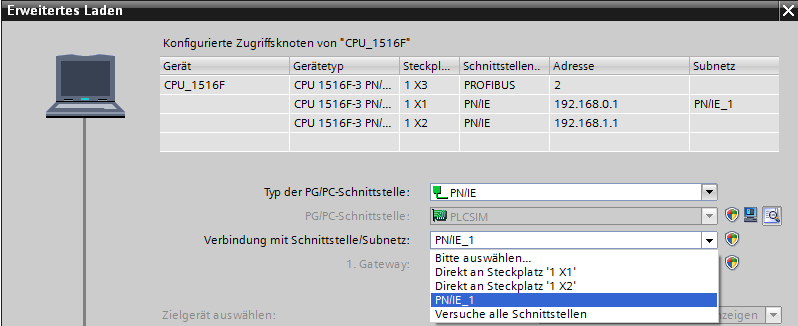 Erweitertes Laden
Konfigurierte Zugriffsknoten von "CPU_1516F"
Gerät Gerätetyp Steckpl... Schnittstellen.. Adresse Subnetz
CPU_1516F CPU 1516F-3 PN/... 1 X3 PROFIBUS 2
CPU 1516F-3 PN/... 1 X1 PN/IE 192.168.0.1 PN/IE_1
CPU 1516F-3 PN/... 1 X2 PN/IE 192.168.1.1
Typ der PG/PC-Schnittstelle: PN/IE
PG/PC-Schnittstelle: PLCSIM
Verbindung mit Schnittstelle/Subnetz: PN/IE_1
Bitte auswählen...
Direkt an Steckplatz '1 X1'
1. Gateway: Direkt an Steckplatz '1 X2'
PN/IE_1
Zielgerät auswählen: Versuche alle Schnittstellen zeigen